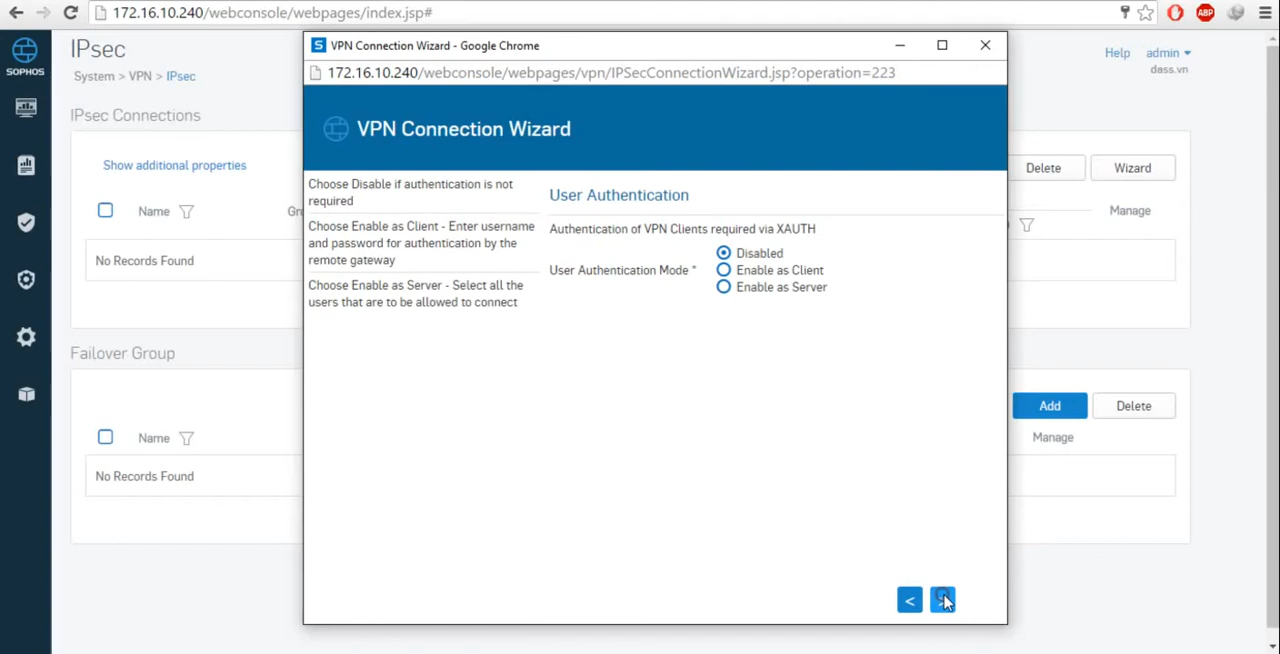 172.16.10.240/webconsole/webpages/index.jsp#
ABP
SOPHOS
IPsec
System > VPN > IPsec
Help admin
dass.vn
IPsec Connections
Show additional properties
Delete Wizard
Name
Manage
No Records Found
Failover Group
Add Delete
Name
Manage
No Records Found
S VPN Connection Wizard - Google Chrome
172.16.10.240/webconsole/webpages/vpn/IPSecConnectionWizard.jsp?operation=223
VPN Connection Wizard
Choose Disable if authentication is not
required
Choose Enable as Client - Enter username
and password for authentication by the
remote gateway
Choose Enable as Server - Select all the
users that are to be allowed to connect
User Authentication
Authentication of VPN Clients required via XAUTH
User Authentication Mode *
Disabled
Enable as Client
Enable as Server
<